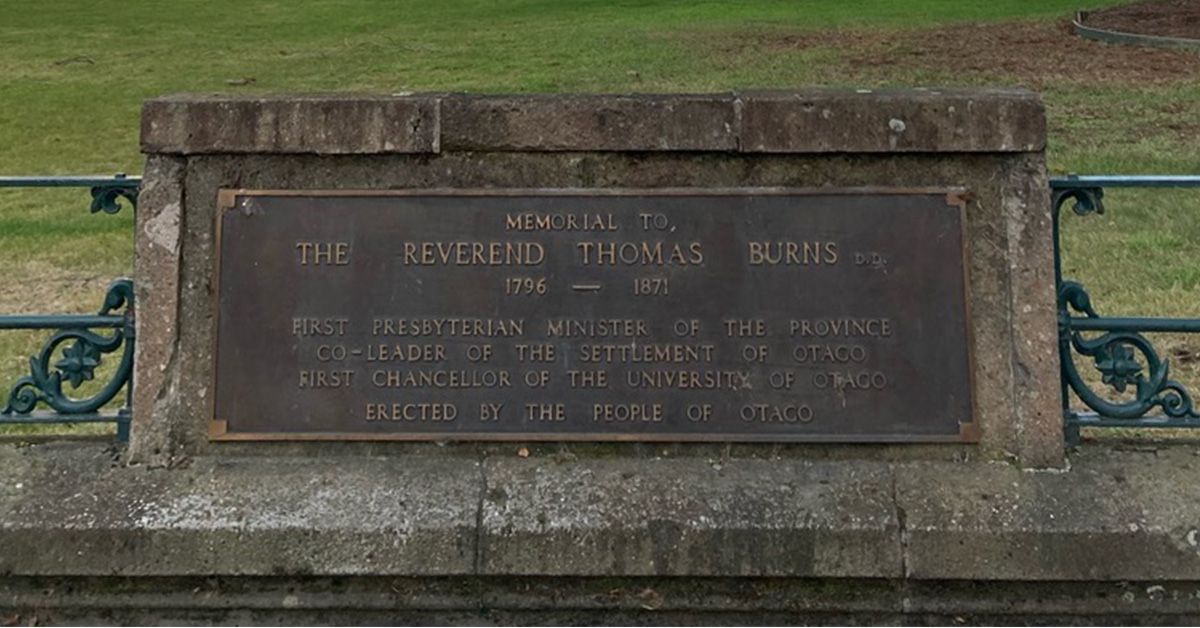 MEMORIAL TO,
THE REVEREND THOMAS BURNS D.D.
1796 — 1871
FIRST PRESBYTERIAN MINISTER OF THE PROVINCE
CO-LEADER OF THE SETTLEMENT OF OTAGO
FIRST CHANCELLOR OF THE UNIVERSITY OF OTAGO
ERECTED BY THE PEOPLE OF OTAGO